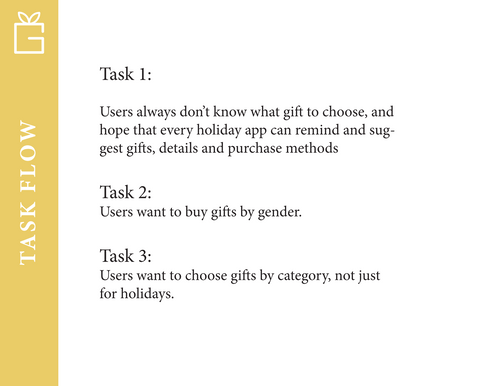 TASK FLOW
Task 1:
Users always don't know what gift to choose, and
hope that every holiday app can remind and sug-
gest gifts, details and purchase methods
Task 2:
Users want to buy gifts by gender.
Task 3:
Users want to choose gifts by category, not just
for holidays.